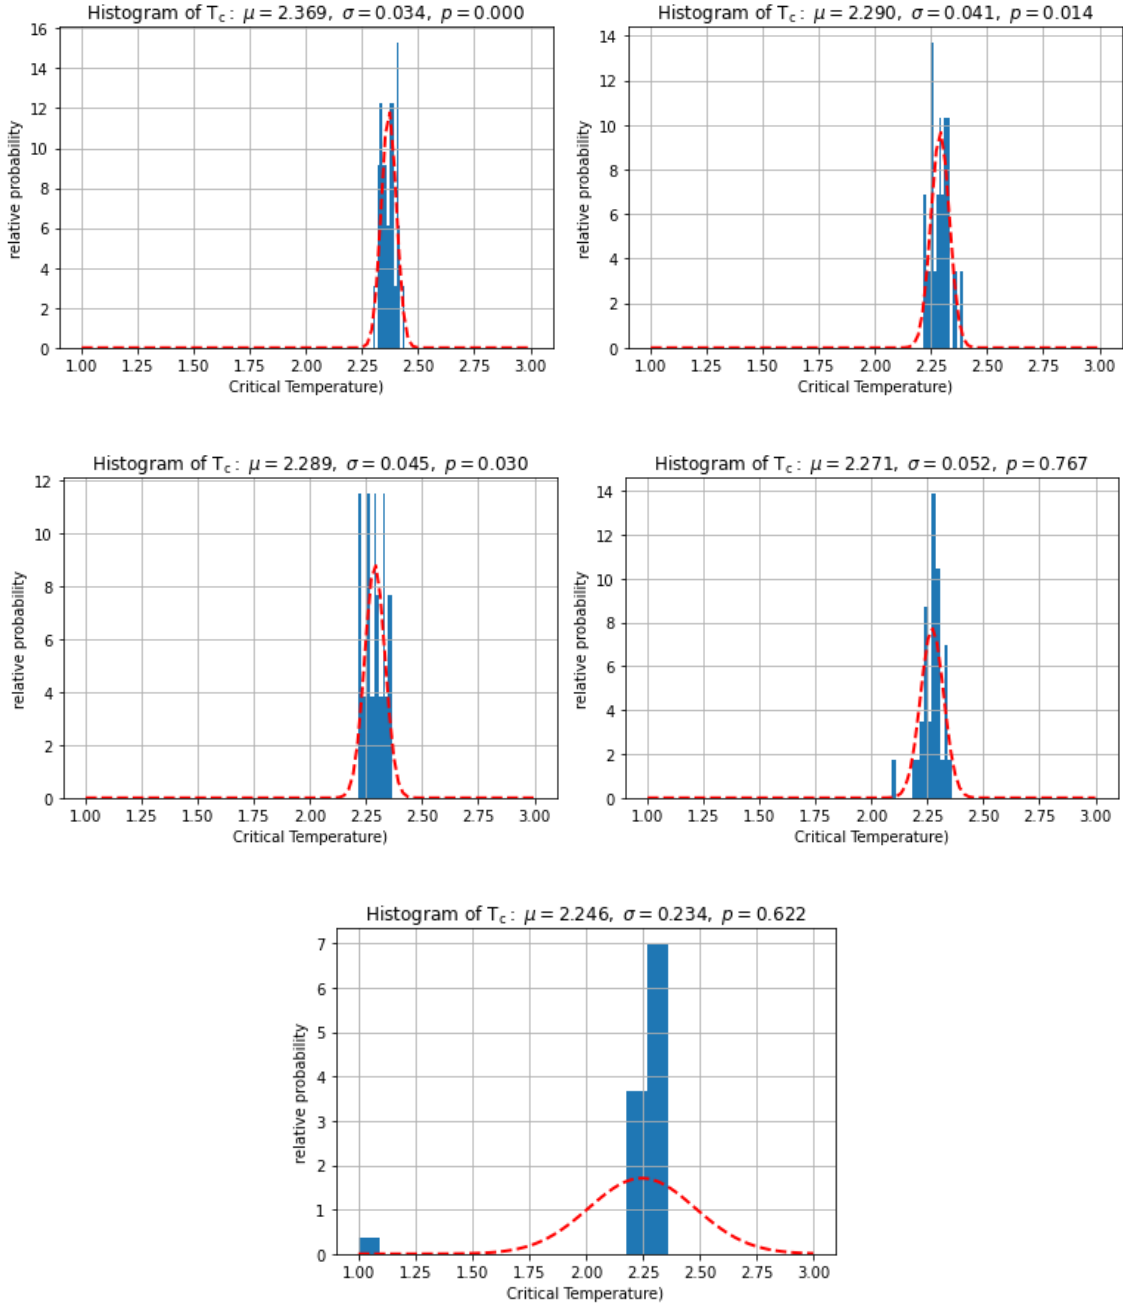 Histogram of Tc: μ = 2.369, σ = 0.034, p = 0.000
16
14
12
10
8
6
4
2
0
relative probability
1.00 1.25 1.50 1.75 2.00 2.25 2.50 2.75 3.00
Critical Temperature)
Histogram of Tc: μ = 2.290, σ = 0.041, p = 0.014
14
12
10
8
6
4
2
0
relative probability
1.00 1.25 1.50 1.75 2.00 2.25 2.50 2.75 3.00
Critical Temperature)
Histogram of Tc: μ = 2.289, σ = 0.045, p = 0.030
12
10
8
6
4
2
0
relative probability
1.00 1.25 1.50 1.75 2.00 2.25 2.50 2.75 3.00
Critical Temperature)
Histogram of Tc: μ = 2.271, σ = 0.052, p = 0.767
14
12
10
8
6
4
2
0
relative probability
1.00 1.25 1.50 1.75 2.00 2.25 2.50 2.75 3.00
Critical Temperature)
Histogram of Tc: μ = 2.246, σ = 0.234, p = 0.622
7
6
5
4
3
2
1
0
relative probability
1.00 1.25 1.50 1.75 2.00 2.25 2.50 2.75 3.00
Critical Temperature)